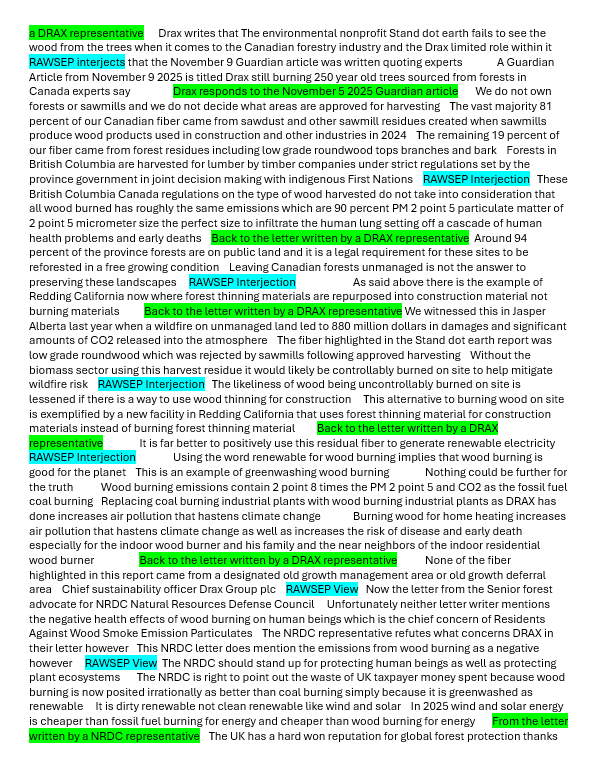 a DRAX representative Drax writes that The environmental nonprofit Stand dot earth fails to see the
wood from the trees when it comes to the Canadian forestry industry and the Drax limited role within it
RAWSEP interjects that the November 9 Guardian article was written quoting experts A Guardian
Article from November 9 2025 is titled Drax still burning 250 year old trees sourced from forests in
Canada experts say Drax responds to the November 5 2025 Guardian article We do not own
forests or sawmills and we do not decide what areas are approved for harvesting The vast majority 81
percent of our Canadian fiber came from sawdust and other sawmill residues created when sawmills
produce wood products used in construction and other industries in 2024 The remaining 19 percent of
our fiber came from forest residues including low grade roundwood tops branches and bark Forests in
British Columbia are harvested for lumber by timber companies under strict regulations set by the
province government in joint decision making with indigenous First Nations RAWSEP Interjection These
British Columbia Canada regulations on the type of wood harvested do not take into consideration that
all wood burned has roughly the same emissions which are 90 percent PM 2 point 5 particulate matter of
2 point 5 micrometer size the perfect size to infiltrate the human lung setting off a cascade of human
health problems and early deaths Back to the letter written by a DRAX representative Around 94
percent of the province forests are on public land and it is a legal requirement for these sites to be
reforested in a free growing condition Leaving Canadian forests unmanaged is not the answer to
preserving these landscapes RAWSEP Interjection As said above there is the example of
Redding California now where forest thinning materials are repurposed into construction material not
burning materials Back to the letter written by a DRAX representative We witnessed this in Jasper
Alberta last year when a wildfire on unmanaged land led to 880 million dollars in damages and significant
amounts of CO2 released into the atmosphere The fiber highlighted in the Stand dot earth report was
low grade roundwood which was rejected by sawmills following approved harvesting Without the
biomass sector using this harvest residue it would likely be controllably burned on site to help mitigate
wildfire risk RAWSEP Interjection The likeliness of wood being uncontrollably burned on site is
lessened if there is a way to use wood thinning for construction This alternative to burning wood on site
is exemplified by a new facility in Redding California that uses forest thinning material for construction
materials instead of burning forest thinning material Back to the letter written by a DRAX
representative It is far better to positively use this residual fiber to generate renewable electricity
RAWSEP Interjection Using the word renewable for wood burning implies that wood burning is
good for the planet This is an example of greenwashing wood burning Nothing could be further for
the truth Wood burning emissions contain 2 point 8 times the PM 2 point 5 and CO2 as the fossil fuel
coal burning Replacing coal burning industrial plants with wood burning industrial plants as DRAX has
done increases air pollution that hastens climate change Burning wood for home heating increases
air pollution that hastens climate change as well as increases the risk of disease and early death
especially for the indoor wood burner and his family and the near neighbors of the indoor residential
wood burner Back to the letter written by a DRAX representative None of the fiber
highlighted in this report came from a designated old growth management area or old growth deferral
area Chief sustainability officer Drax Group plc RAWSEP View Now the letter from the Senior forest
advocate for NRDC Natural Resources Defense Council Unfortunately neither letter writer mentions
the negative health effects of wood burning on human beings which is the chief concern of Residents
Against Wood Smoke Emission Particulates The NRDC representative refutes what concerns DRAX in
their letter however This NRDC letter does mention the emissions from wood burning as a negative
however RAWSEP View The NRDC should stand up for protecting human beings as well as protecting
plant ecosystems The NRDC is right to point out the waste of UK taxpayer money spent because wood
burning is now posited irrationally as better than coal burning simply because it is greenwashed as
renewable It is dirty renewable not clean renewable like wind and solar In 2025 wind and solar energy
is cheaper than fossil fuel burning for energy and cheaper than wood burning for energy From the letter
written by a NRDC representative The UK has a hard won reputation for global forest protection thanks